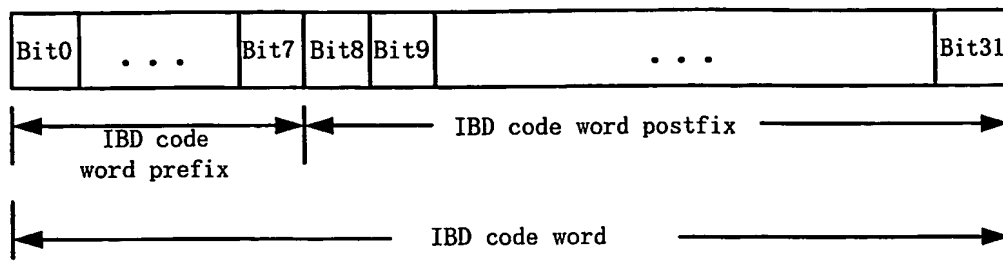 Bit0 ... Bit7 Bit8 Bit9 ... Bit31
IBD code
word prefix
IBD code word postfix
IBD code word